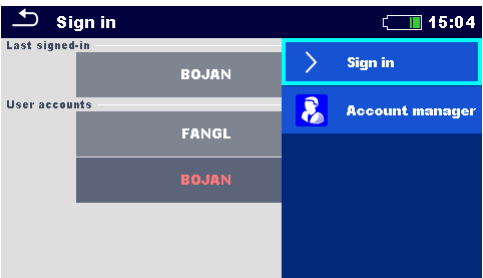 Sign in
15:04
Last signed-in
BOJAN
User accounts
FANGL
BOJAN
Sign in
Account manager